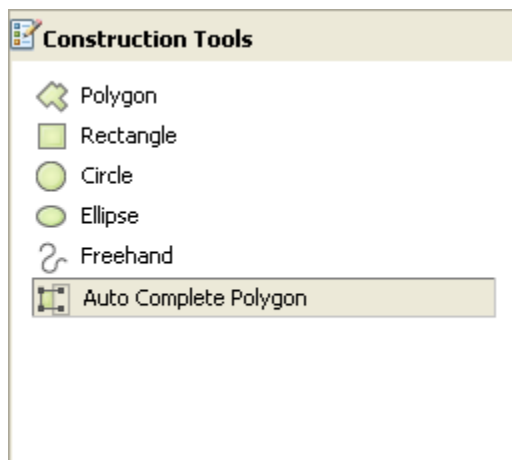 Construction Tools
Polygon
Rectangle
Circle
Ellipse
Freehand
Auto Complete Polygon